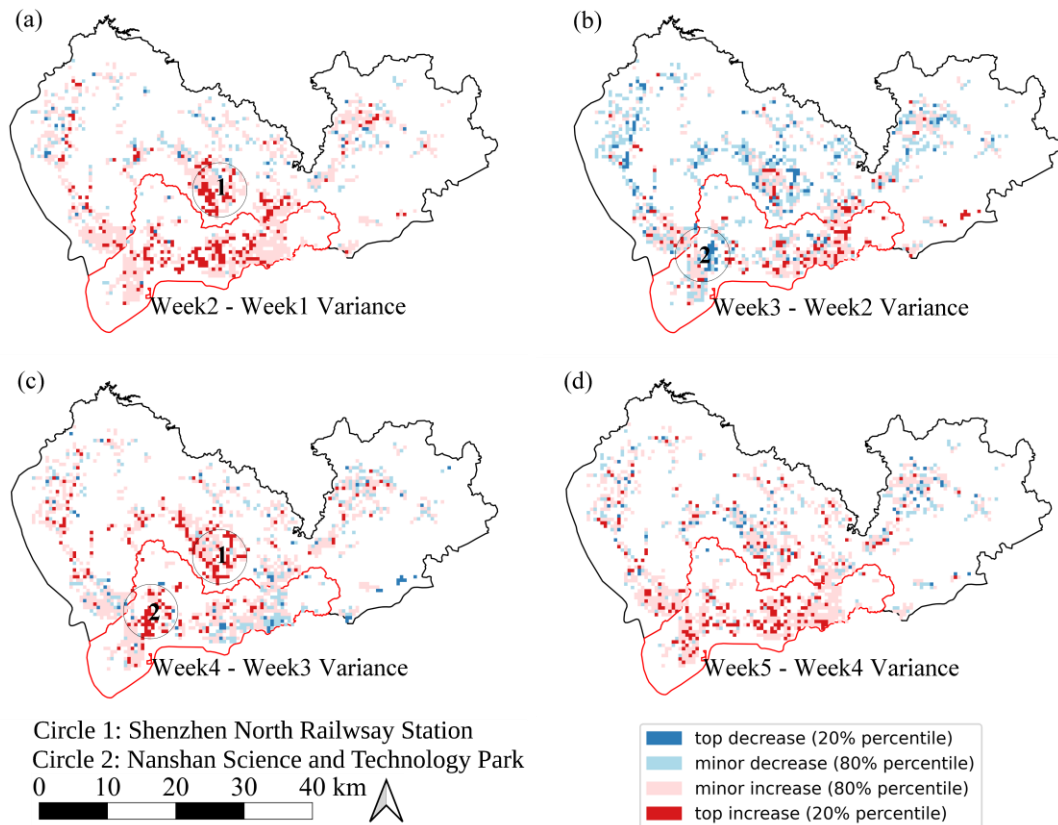 (a)
(b)
1
2
Week2 - Week1 Variance
Week3 - Week2 Variance
(c)
(d)
1
2
Week4 - Week3 Variance
Week5 - Week4 Variance
Circle 1: Shenzhen North Railwsay Station
Circle 2: Nanshan Science and Technology Park
0 10 20 30 40 km
top decrease (20% percentile)
minor decrease (80% percentile)
minor increase (80% percentile)
top increase (20% percentile)